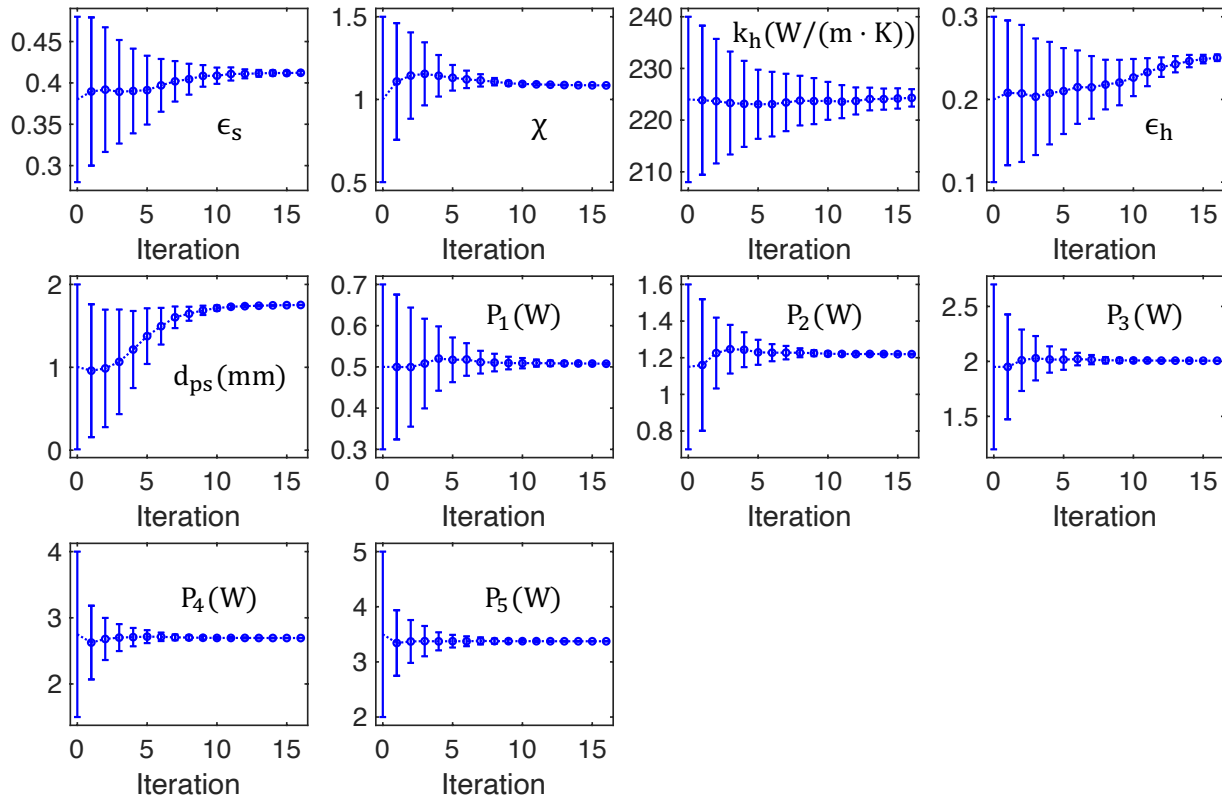 0.45
0.4
0.35
0.3
ϵₛ
0 5 10 15
Iteration
1.5
1
0.5
χ
0 5 10 15
Iteration
240
230
220
210
kₕ(W/(m · K))
0 5 10 15
Iteration
0.3
0.2
0.1
ϵₕ
0 5 10 15
Iteration
2
1
0
dₚₛ(mm)
0 5 10 15
Iteration
0.7
0.6
0.5
0.4
0.3
P₁(W)
0 5 10 15
Iteration
1.6
1.4
1.2
1
0.8
P₂(W)
0 5 10 15
Iteration
2.5
2
1.5
P₃(W)
0 5 10 15
Iteration
4
3
2
P₄(W)
0 5 10 15
Iteration
5
4
3
2
P₅(W)
0 5 10 15
Iteration